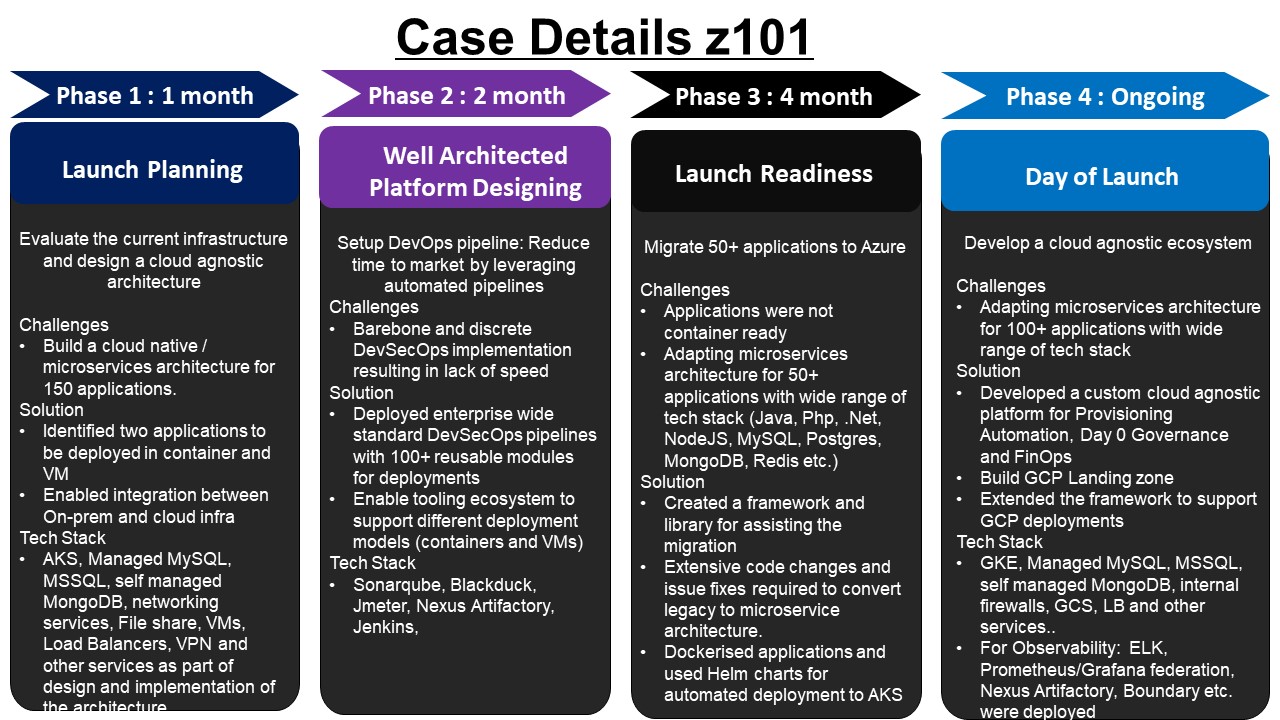 Case Details z101
Phase 1 : 1 month
Launch Planning
Evaluate the current infrastructure
and design a cloud agnostic
architecture
Challenges
• Build a cloud native /
microservices architecture for
150 applications.
Solution
• Identified two applications to
be deployed in container and
VM
• Enabled integration between
On-prem and cloud infra
Tech Stack
• AKS, Managed MySQL,
MSSQL, self managed
MongoDB, networking
services, File share, VMs,
Load Balancers, VPN and
other services as part of
design and implementation of
the architecture
Phase 2 : 2 month
Well Architected
Platform Designing
Setup DevOps pipeline: Reduce
time to market by leveraging
automated pipelines
Challenges
• Barebone and discrete
DevSecOps implementation
resulting in lack of speed
Solution
• Deployed enterprise wide
standard DevSecOps pipelines
with 100+ reusable modules
for deployments
• Enable tooling ecosystem to
support different deployment
models (containers and VMs)
Tech Stack
• Sonarqube, Blackduck,
Jmeter, Nexus Artifactory,
Jenkins,
Phase 3 : 4 month
Launch Readiness
Migrate 50+ applications to Azure
Challenges
• Applications were not
container ready
• Adapting microservices
architecture for 50+
applications with wide range of
tech stack (Java, Php, .Net,
NodeJS, MySQL, Postgres,
MongoDB, Redis etc.)
Solution
• Created a framework and
library for assisting the
migration
• Extensive code changes and
issue fixes required to convert
legacy to microservice
architecture.
• Dockerised applications and
used Helm charts for
automated deployment to AKS
Phase 4 : Ongoing
Day of Launch
Develop a cloud agnostic ecosystem
Challenges
• Adapting microservices architecture
for 100+ applications with wide
range of tech stack
Solution
• Developed a custom cloud agnostic
platform for Provisioning
Automation, Day 0 Governance
and FinOps
• Build GCP Landing zone
• Extended the framework to support
GCP deployments
Tech Stack
• GKE, Managed MySQL, MSSQL,
self managed MongoDB, internal
firewalls, GCS, LB and other
services..
• For Observability: ELK,
Prometheus/Grafana federation,
Nexus Artifactory, Boundary etc.
were deployed